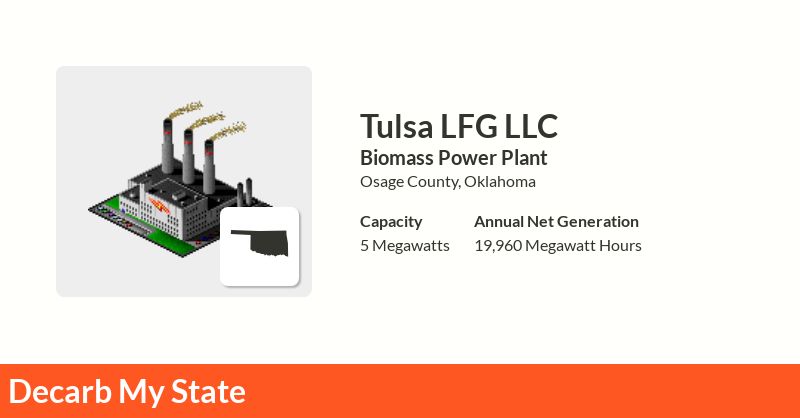 Tulsa LFG LLC
Biomass Power Plant
Osage County, Oklahoma
Capacity Annual Net Generation
5 Megawatts 19,960 Megawatt Hours
Decarb My State